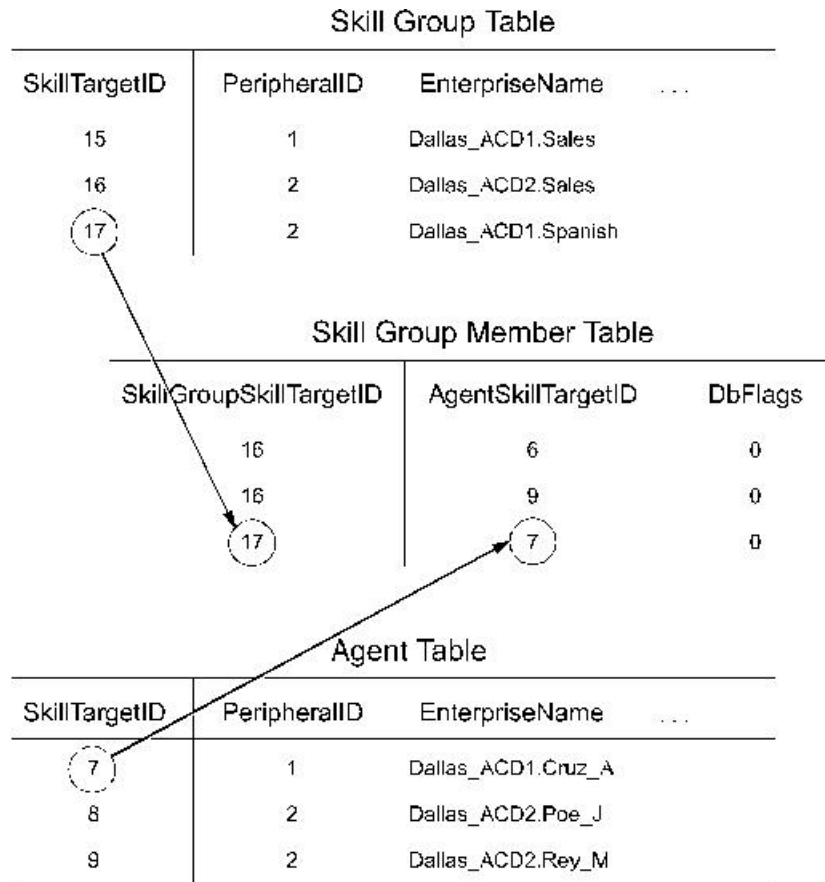 Skill Group Table
SkillTargetID PeripheralID EnterpriseName ...
15 1 Dallas_ACD1.Sales
16 2 Dallas_ACD2.Sales
17 2 Dallas_ACD1.Spanish
Skill Group Member Table
SkillGroupSkillTargetID AgentSkillTargetID DbFlags
16 6 0
16 9 0
17 7 0
Agent Table
SkillTargetID PeripheralID EnterpriseName ...
7 1 Dallas_ACD1.Cruz_A
8 2 Dallas_ACD2.Poe_J
9 2 Dallas_ACD2.Rey_M